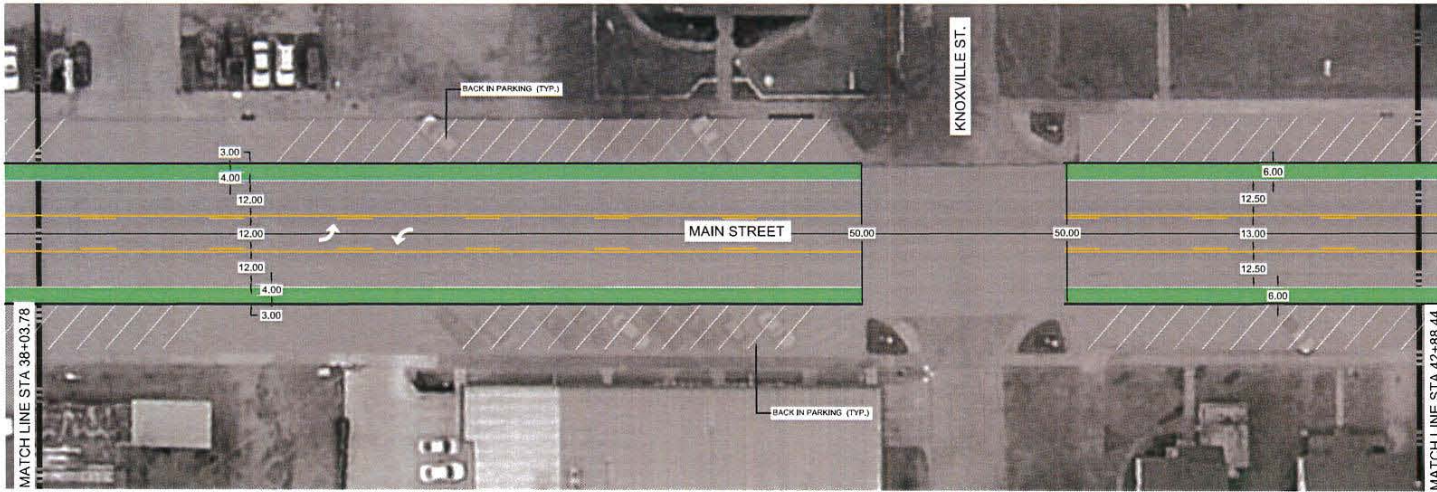 KNOXVILLE ST.
BACK IN PARKING (TYP.)
3.00
4.00
12.00
12.00
12.00
4.00
3.00
MAIN STREET
50.00
50.00
6.00
12.50
13.00
12.50
6.00
BACK IN PARKING (TYP.)
MATCH LINE STA 38+03.78
MATCH LINE STA 42+88.44